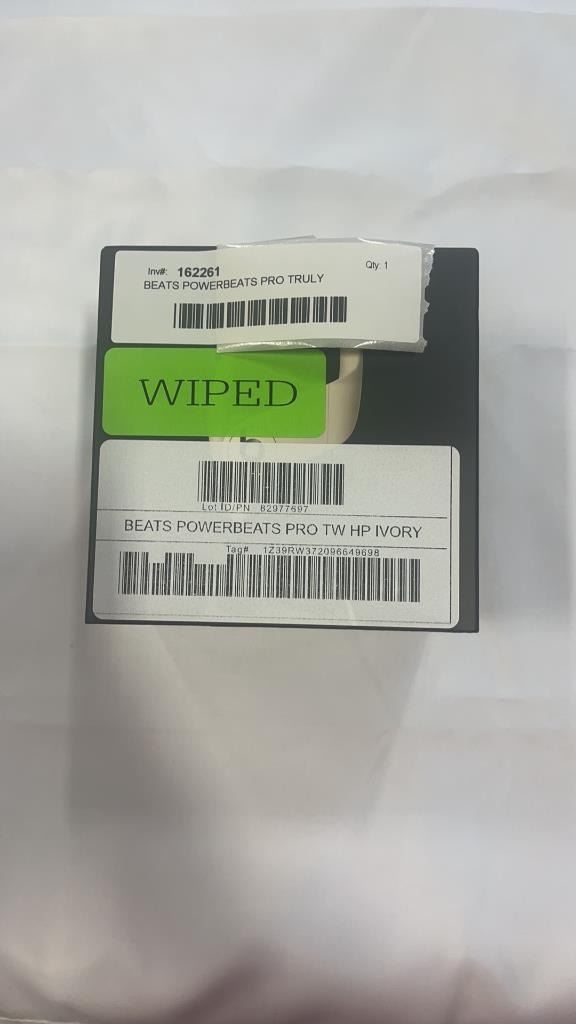 Inv#: 162261 Qty: 1
BEATS POWERBEATS PRO TRULY
WIPED
b
Lot ID/PN 82977697
BEATS POWERBEATS PRO TW HP IVORY
Tag# 1Z39RW372096649698